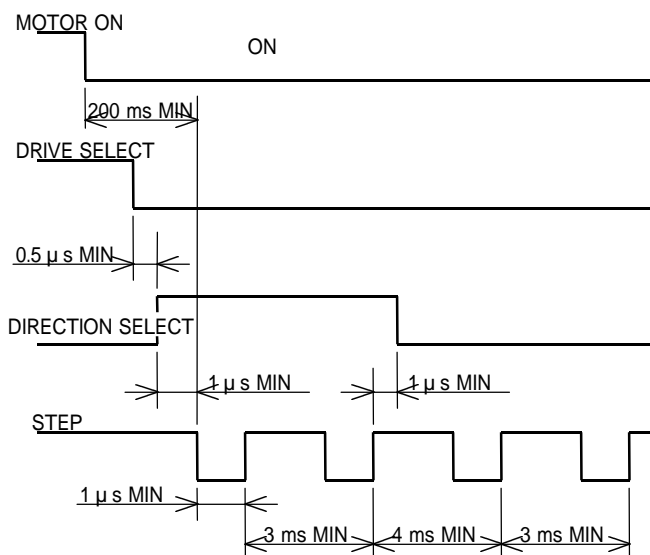 MOTOR ON
ON
200 ms MIN
DRIVE SELECT
0.5 µ s MIN
DIRECTION SELECT
1 µ s MIN 1 µ s MIN
STEP
1 µ s MIN
3 ms MIN 4 ms MIN 3 ms MIN